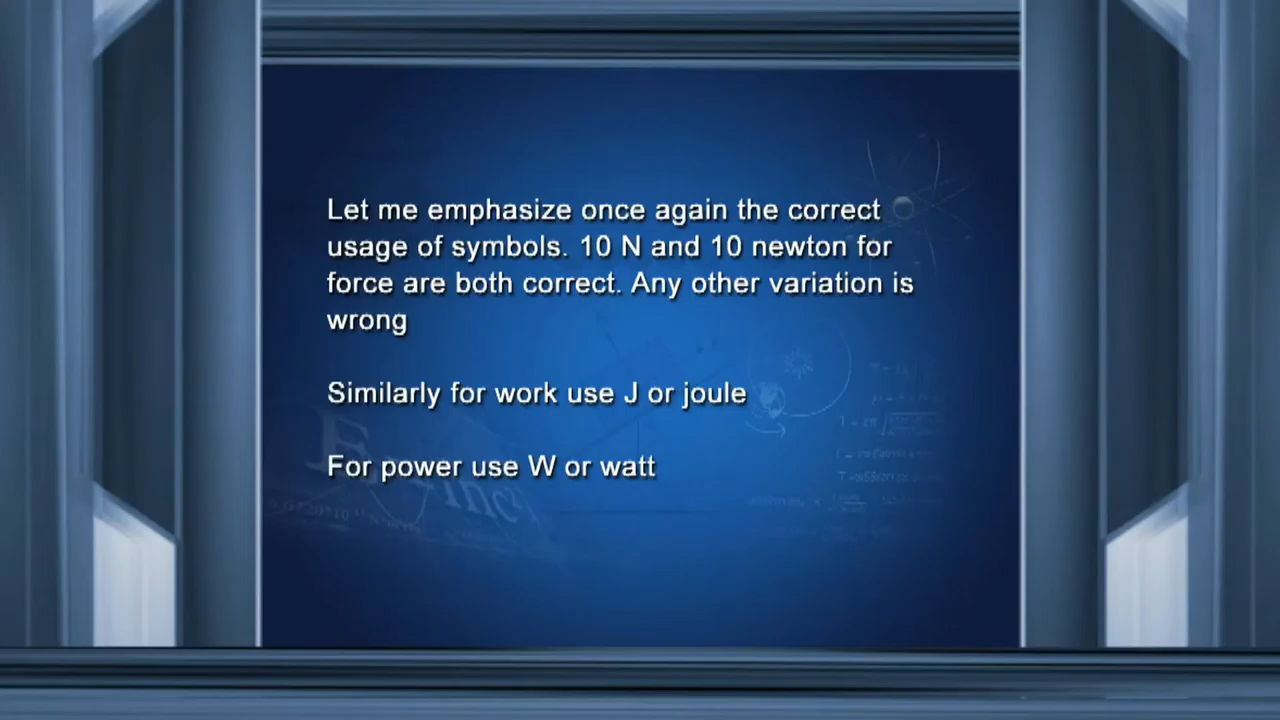 Let me emphasize once again the correct
usage of symbols. 10 N and 10 newton for
force are both correct. Any other variation is
wrong
Similarly for work use J or joule
For power use W or watt